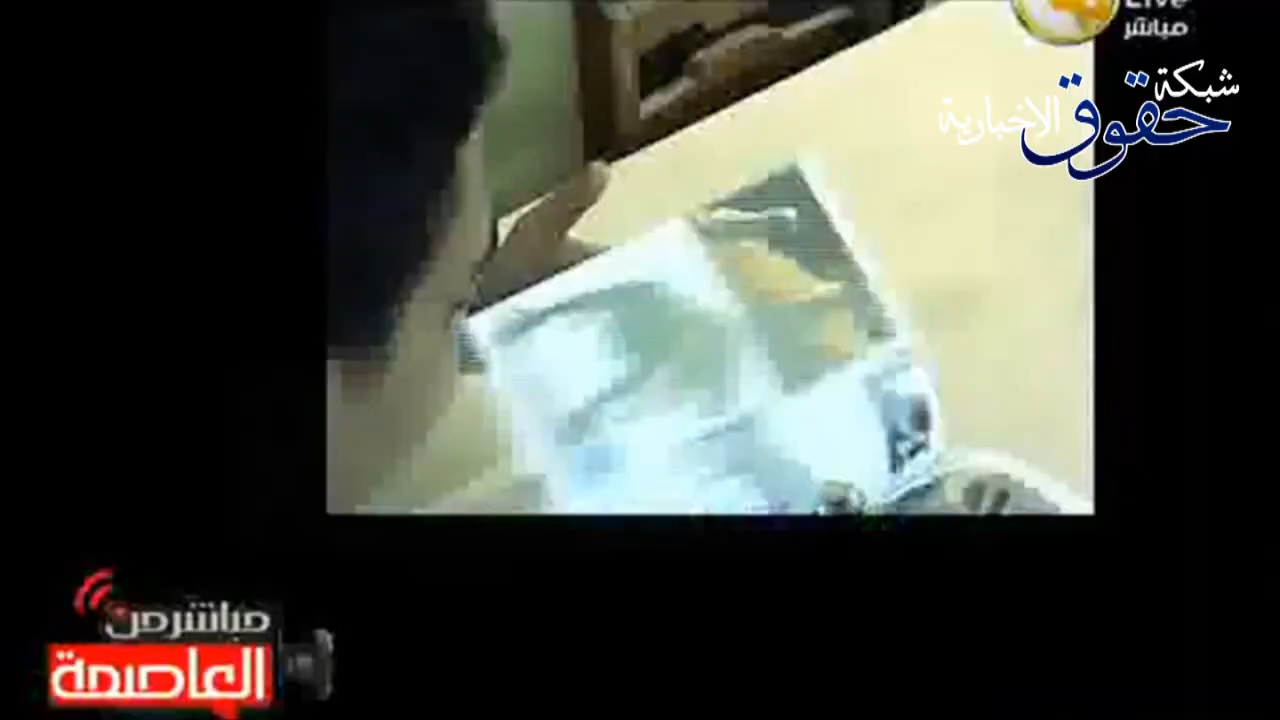 Live
مباشر
شبكة
حقوق
الاخبارية
مباشر من
العاصمة